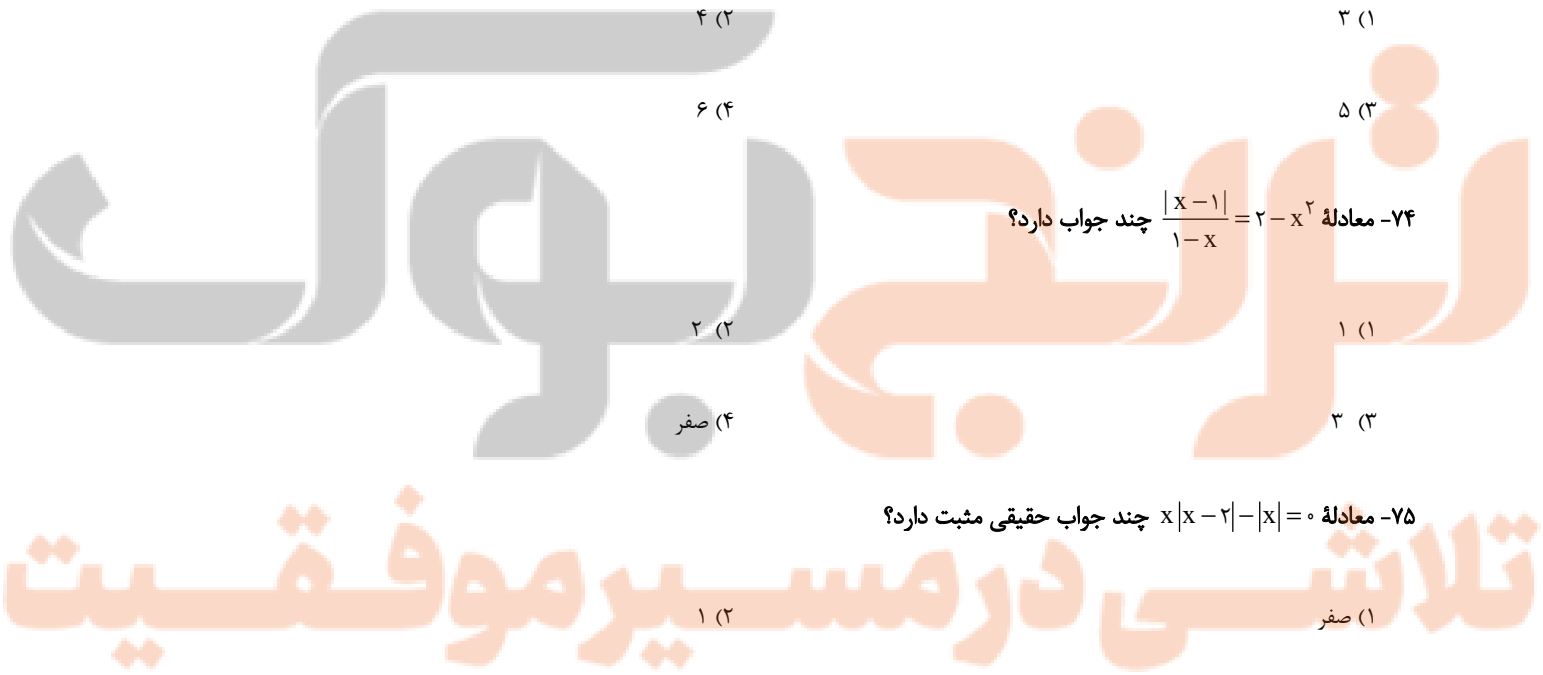 ۱) ۳
۲) ۴
۳) ۵
۴) ۶
۷۴- معادلهٔ |x-۱|/(۱-x) = ۲-x^۲ چند جواب دارد؟
۱) ۱
۲) ۲
۳) ۳
۴) صفر
۷۵- معادلهٔ x|x-۲|-|x|=۰ چند جواب حقیقی مثبت دارد؟
۱) صفر
۲) ۱
ترنج بوک
تلاشی در مسیر موفقیت